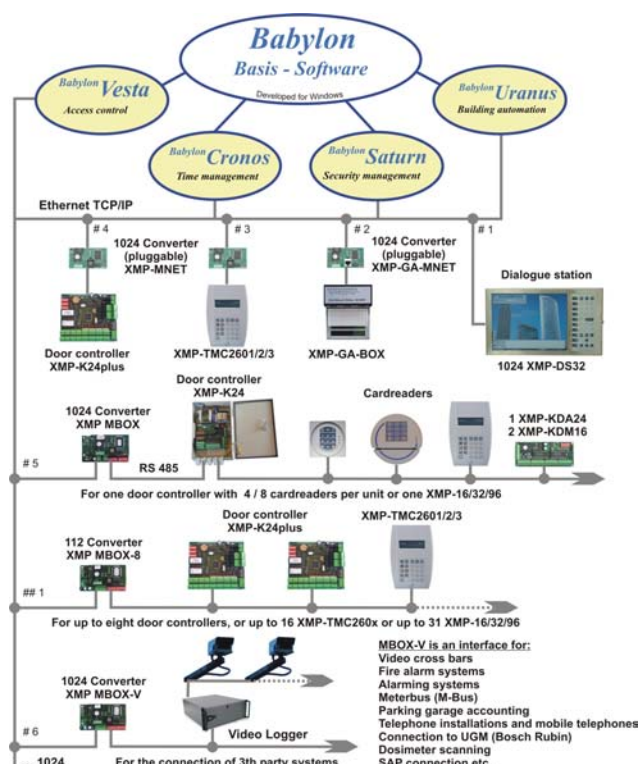 Babylon
Basis - Software
Developed for Windows
Babylon Vesta
Access control
Babylon Uranus
Building automation
Babylon Cronos
Time management
Babylon Saturn
Security management
Ethernet TCP/IP
# 4
# 3
# 2
# 1
1024 Converter
(pluggable)
XMP-MNET
1024 Converter
(pluggable)
XMP-GA-MNET
Dialogue station
Door controller
XMP-K24plus
XMP-TMC2601/2/3
XMP-GA-BOX
1024 XMP-DS32
1024 Converter
XMP MBOX
Door controller
XMP-K24
Cardreaders
1 XMP-KDA24
2 XMP-KDM16
# 5
RS 485
For one door controller with 4 / 8 cardreaders per unit or one XMP-16/32/96
112 Converter
XMP MBOX-8
Door controller
XMP-K24plus
XMP-TMC2601/2/3
## 1
For up to eight door controllers, or up to 16 XMP-TMC260x or up to 31 XMP-16/32/96
1024 Converter
XMP MBOX-V
Video Logger
# 6
MBOX-V is an interface for:
Video cross bars
Fire alarm systems
Alarming systems
Meterbus (M-Bus)
Parking garage accounting
Telephone installations and mobile telephones
Connection to UGM (Bosch Rubin)
Dosimeter scanning
SAP connection etc.
1024
For the connection of 3th party systems